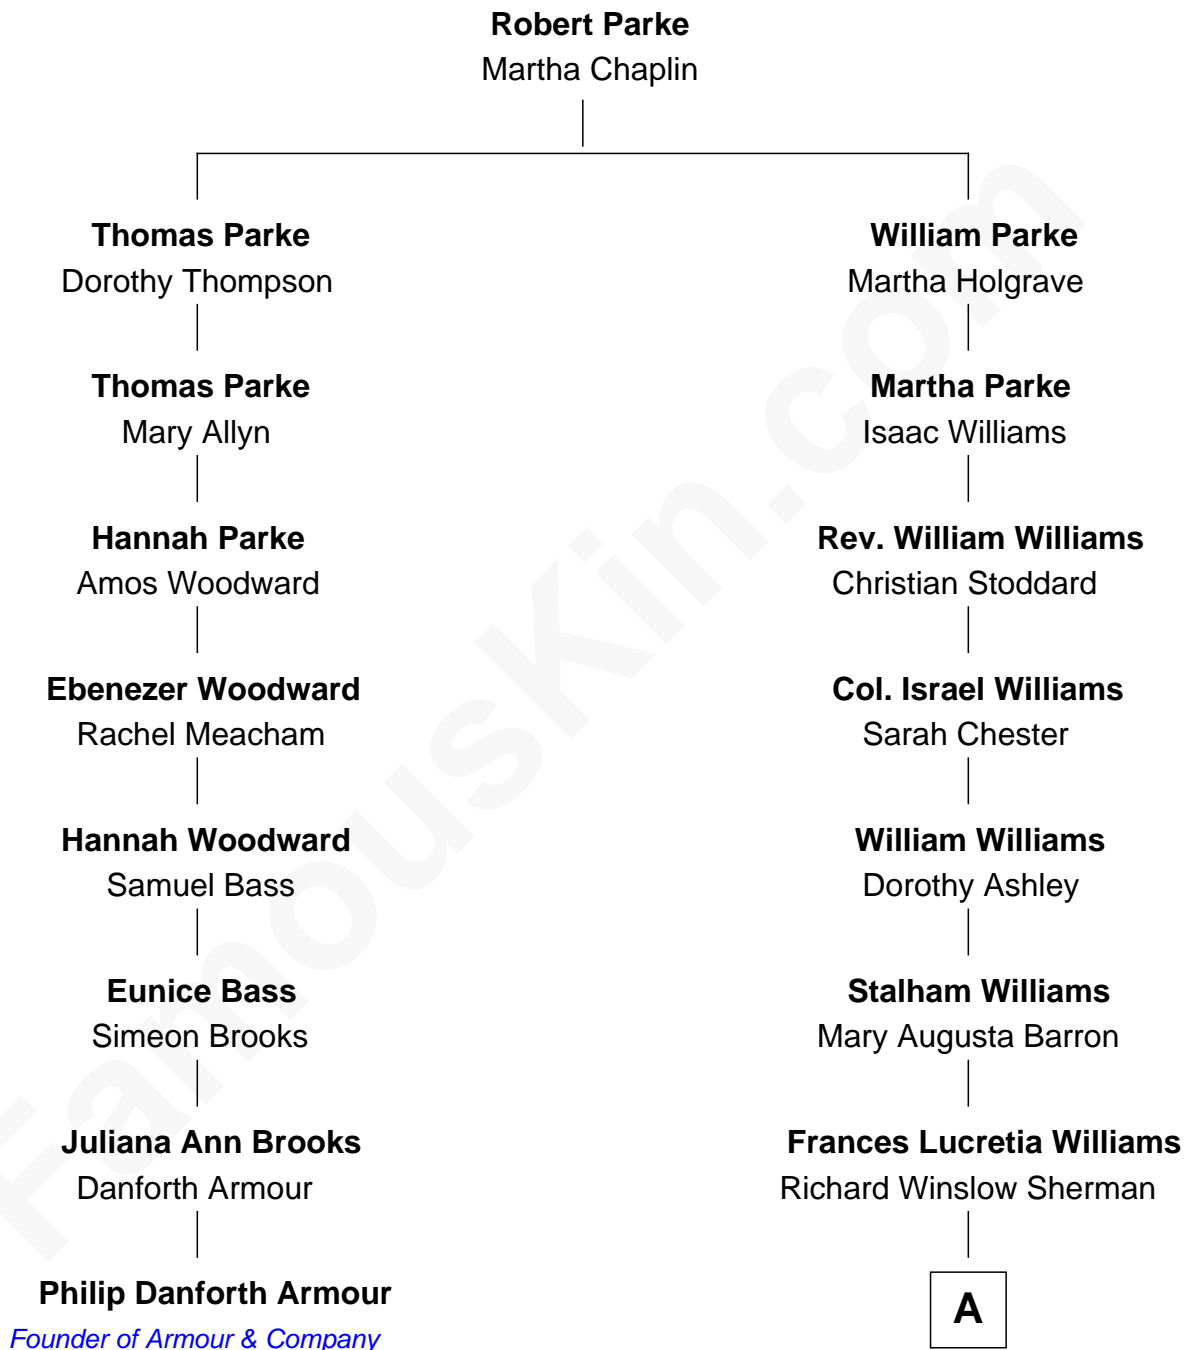 Robert Parke
Martha Chaplin
Thomas Parke
Dorothy Thompson
William Parke
Martha Holgrave
Thomas Parke
Mary Allyn
Martha Parke
Isaac Williams
Hannah Parke
Amos Woodward
Rev. William Williams
Christian Stoddard
Ebenezer Woodward
Rachel Meacham
Col. Israel Williams
Sarah Chester
Hannah Woodward
Samuel Bass
William Williams
Dorothy Ashley
Eunice Bass
Simeon Brooks
Stalham Williams
Mary Augusta Barron
Juliana Ann Brooks
Danforth Armour
Frances Lucretia Williams
Richard Winslow Sherman
Philip Danforth Armour
Founder of Armour & Company
A
FamousKin.com